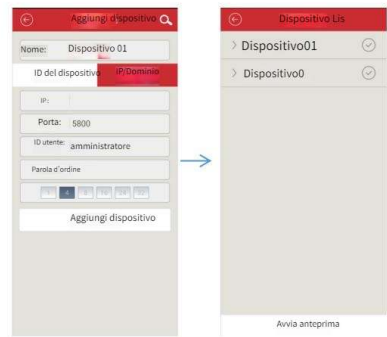 Aggiungi dispositivo
Nome: Dispositivo 01
ID del dispositivo IP/Dominio
IP:
Porta: 5800
ID utente: amministratore
Parola d'ordine
Aggiungi dispositivo
Dispositivo Lis
Dispositivo01
Dispositivo0
Avvia anteprima